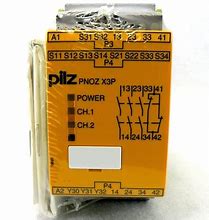 A1 S31 S32 13 33 41
P3
S11 S12 S13 S14 S21 S22 S33 S34
pilz PNOZ X3P
POWER
CH.1
CH.2
13 23 33 41
14 24 34 42
P4
A2 Y30 Y31 Y32 14 24 34 42